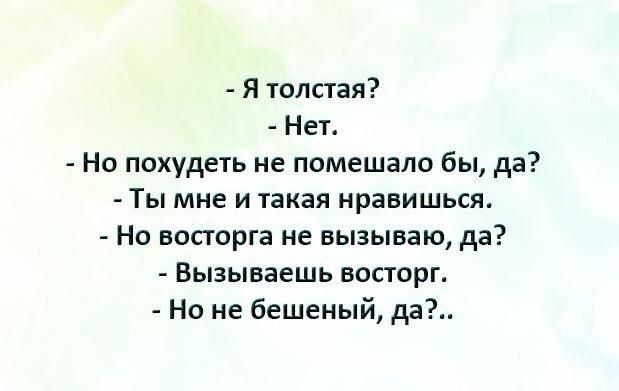 - Я толстая?
- Нет.
- Но похудеть не помешало бы, да?
- Ты мне и такая нравишься.
- Но восторга не вызываю, да?
- Вызываешь восторг.
- Но не бешеный, да?..